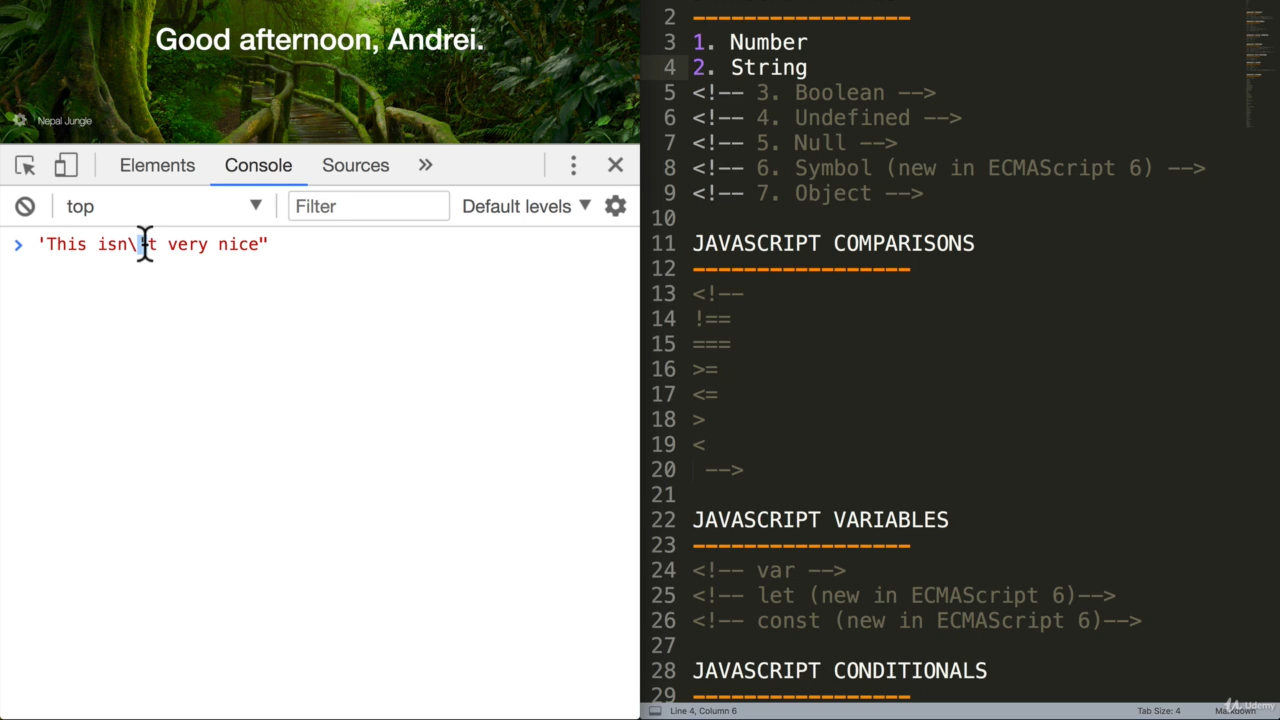 Good afternoon, Andrei.
Nepal Jungle
Elements Console Sources »
top Filter Default levels
> 'This isn\'t very nice"
2 -----------------
3 1. Number
4 2. String
5 <!-- 3. Boolean -->
6 <!-- 4. Undefined -->
7 <!-- 5. Null -->
8 <!-- 6. Symbol (new in ECMAScript 6) -->
9 <!-- 7. Object -->
10
11 JAVASCRIPT COMPARISONS
12 -----------------
13 <!--
14 !==
15 ===
16 >=
17 <=
18 >
19 <
20 -->
21
22 JAVASCRIPT VARIABLES
23 -----------------
24 <!-- var -->
25 <!-- let (new in ECMAScript 6)-->
26 <!-- const (new in ECMAScript 6)-->
27
28 JAVASCRIPT CONDITIONALS
29 -----------------
Line 4, Column 6 Tab Size: 4 Markdown
Udemy